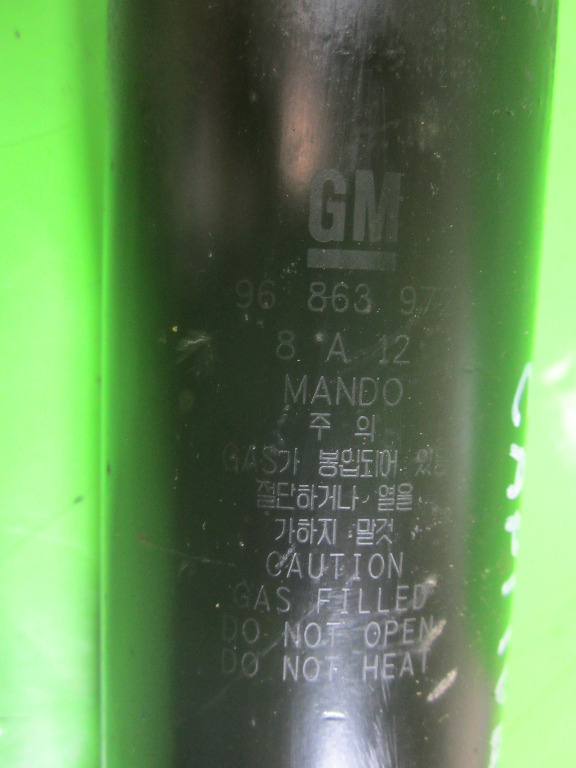 GM
96 863 97
8 A 12
MANDO
주 의
GAS가 봉입되어 있
절단하거나 열을
가하지 말것
CAUTION
GAS FILLED
DO NOT OPEN
DO NOT HEAT